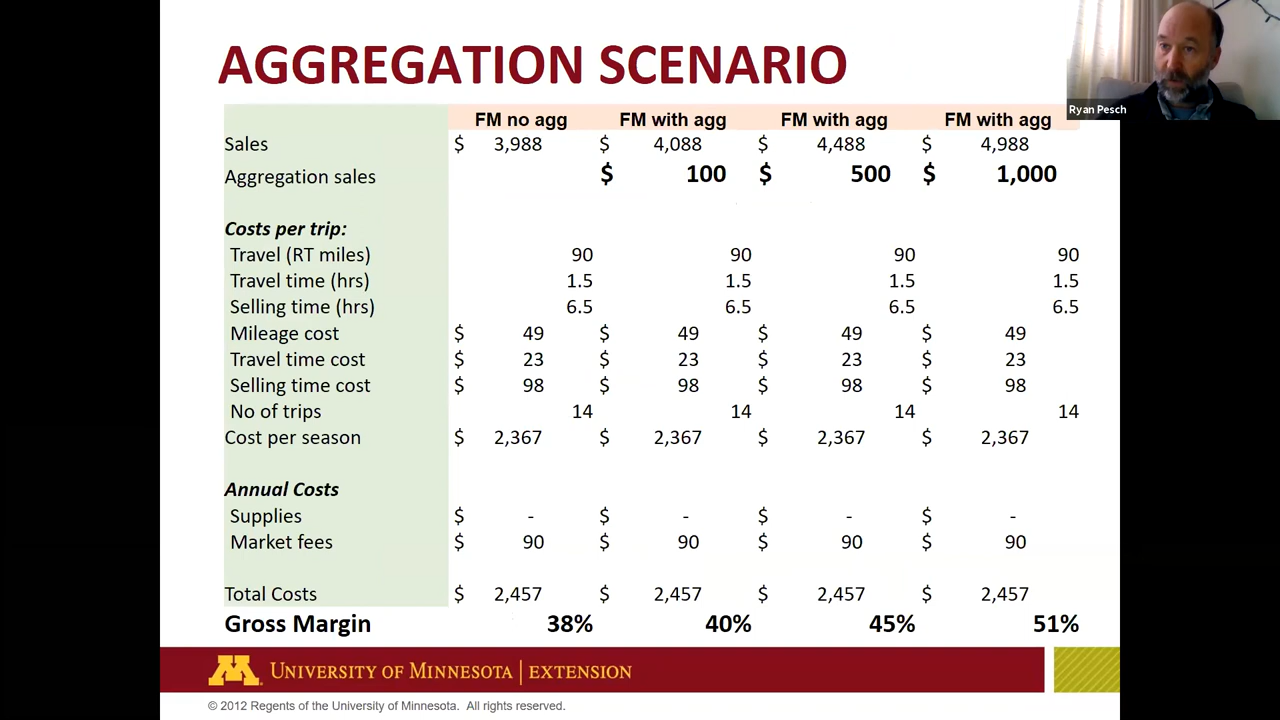 AGGREGATION SCENARIO
Ryan Pesch
FM no agg FM with agg FM with agg FM with agg
Sales $ 3,988 $ 4,088 $ 4,488 $ 4,988
Aggregation sales $ 100 $ 500 $ 1,000
Costs per trip:
Travel (RT miles) 90 90 90 90
Travel time (hrs) 1.5 1.5 1.5 1.5
Selling time (hrs) 6.5 6.5 6.5 6.5
Mileage cost $ 49 $ 49 $ 49 $ 49
Travel time cost $ 23 $ 23 $ 23 $ 23
Selling time cost $ 98 $ 98 $ 98 $ 98
No of trips 14 14 14 14
Cost per season $ 2,367 $ 2,367 $ 2,367 $ 2,367
Annual Costs
Supplies $ - $ - $ - $ -
Market fees $ 90 $ 90 $ 90 $ 90
Total Costs $ 2,457 $ 2,457 $ 2,457 $ 2,457
Gross Margin 38% 40% 45% 51%
M UNIVERSITY OF MINNESOTA | EXTENSION
© 2012 Regents of the University of Minnesota. All rights reserved.